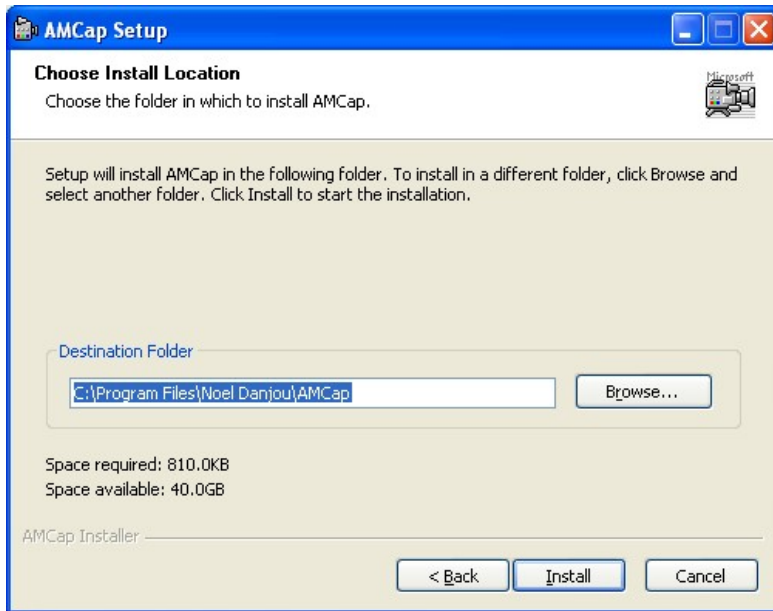 AMCap Setup
Choose Install Location
Choose the folder in which to install AMCap.
Microsoft
Setup will install AMCap in the following folder. To install in a different folder, click Browse and
select another folder. Click Install to start the installation.
Destination Folder
C:\Program Files\Noel Danjou\AMCap
Browse...
Space required: 810.0KB
Space available: 40.0GB
AMCap Installer
< Back
Install
Cancel